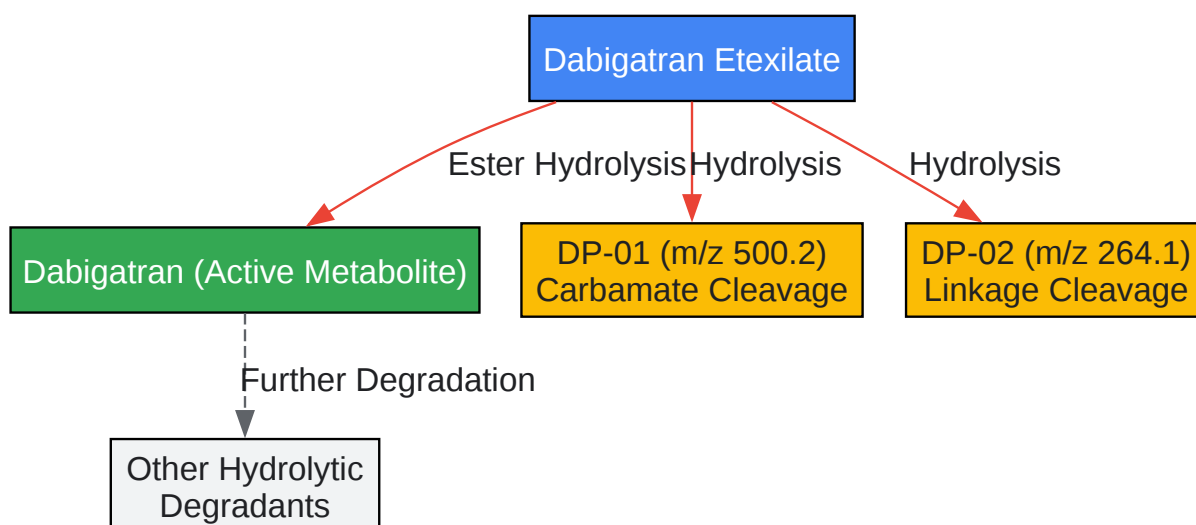 Dabigatran Etexilate
Ester Hydrolysis
Hydrolysis
Hydrolysis
Dabigatran (Active Metabolite)
DP-01 (m/z 500.2)
Carbamate Cleavage
DP-02 (m/z 264.1)
Linkage Cleavage
Further Degradation
Other Hydrolytic
Degradants